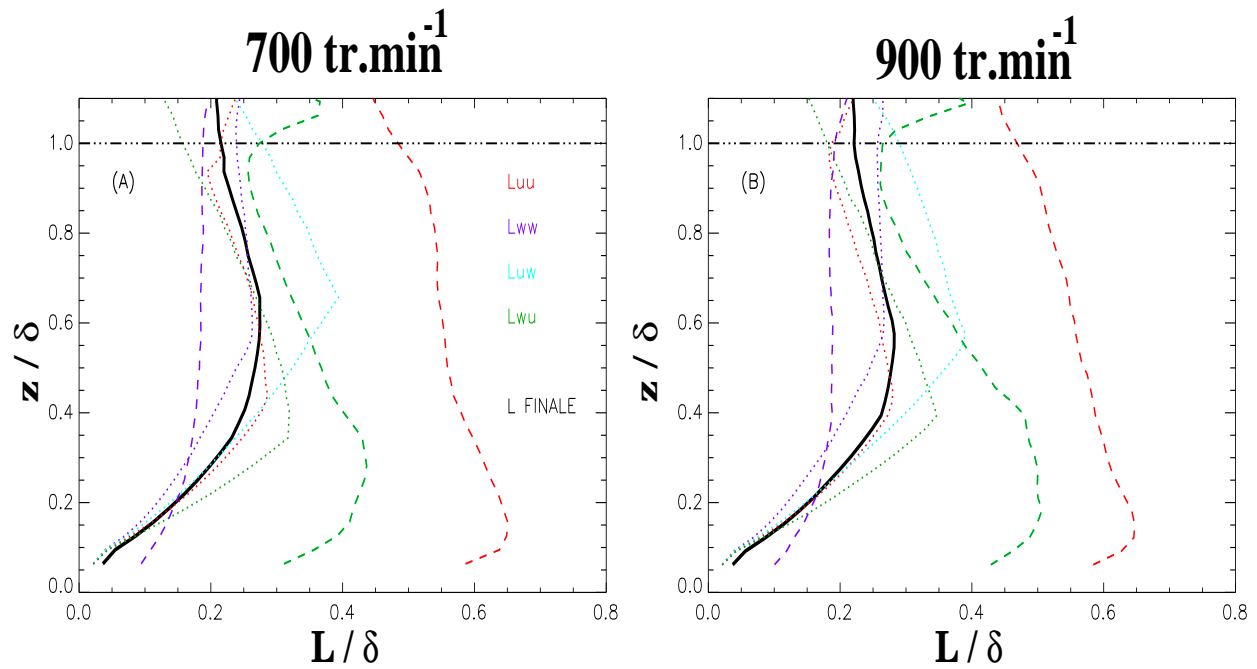 700 tr.min-1
900 tr.min-1
(A)
Luu
Lww
Luw
Lwu
L FINALE
z / δ
1.0
0.8
0.6
0.4
0.2
0.0
0.0 0.2 0.4 0.6 0.8
L / δ
(B)
z / δ
1.0
0.8
0.6
0.4
0.2
0.0
0.0 0.2 0.4 0.6 0.8
L / δ